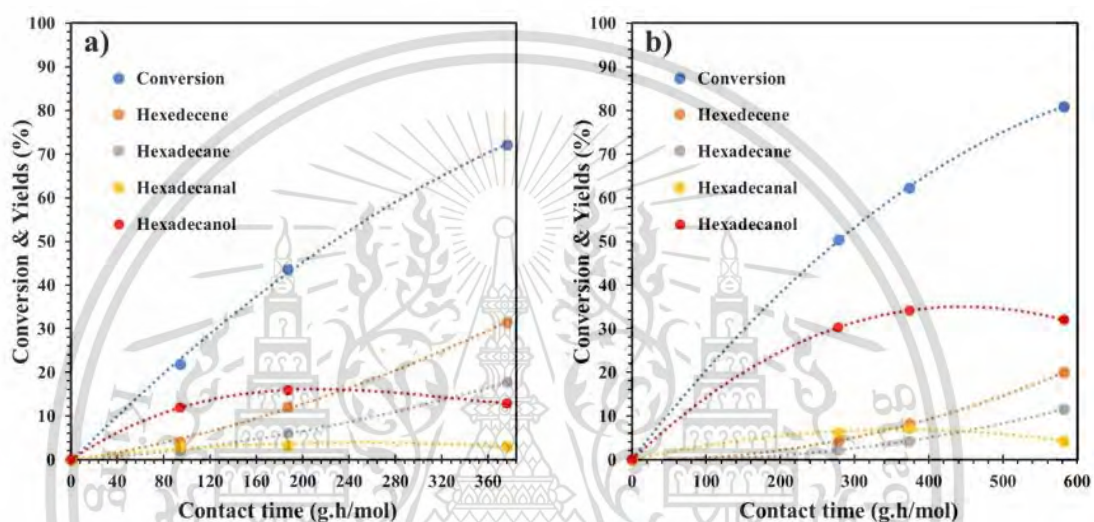 a)
Conversion & Yields (%)
100
90
80
70
60
50
40
30
20
10
0
Conversion
Hexedecene
Hexadecane
Hexadecanal
Hexadecanol
0 40 80 120 160 200 240 280 320 360
Contact time (g.h/mol)
b)
Conversion & Yields (%)
100
90
80
70
60
50
40
30
20
10
0
Conversion
Hexedecene
Hexadecane
Hexadecanal
Hexadecanol
0 100 200 300 400 500 600
Contact time (g.h/mol)